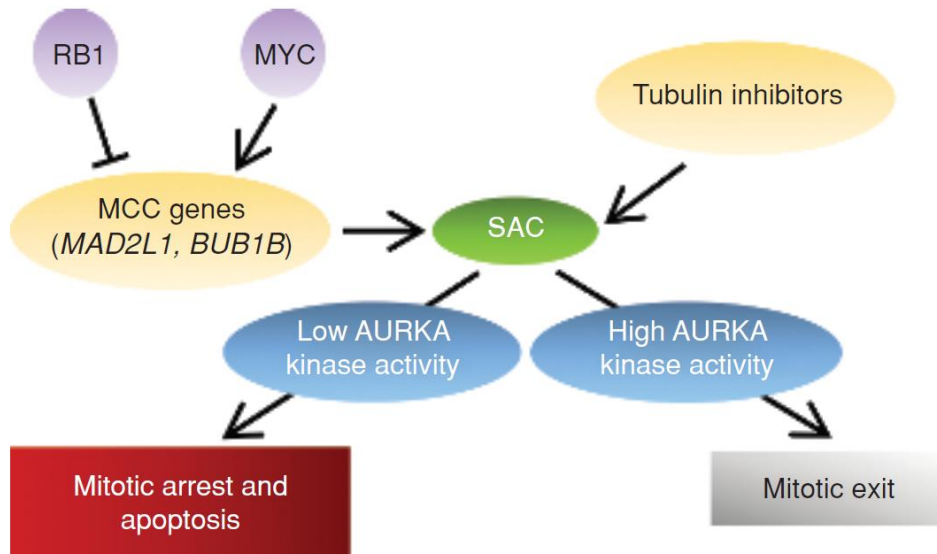 RB1
MYC
Tubulin inhibitors
MCC genes
(MAD2L1, BUB1B)
SAC
Low AURKA
kinase activity
High AURKA
kinase activity
Mitotic arrest and
apoptosis
Mitotic exit